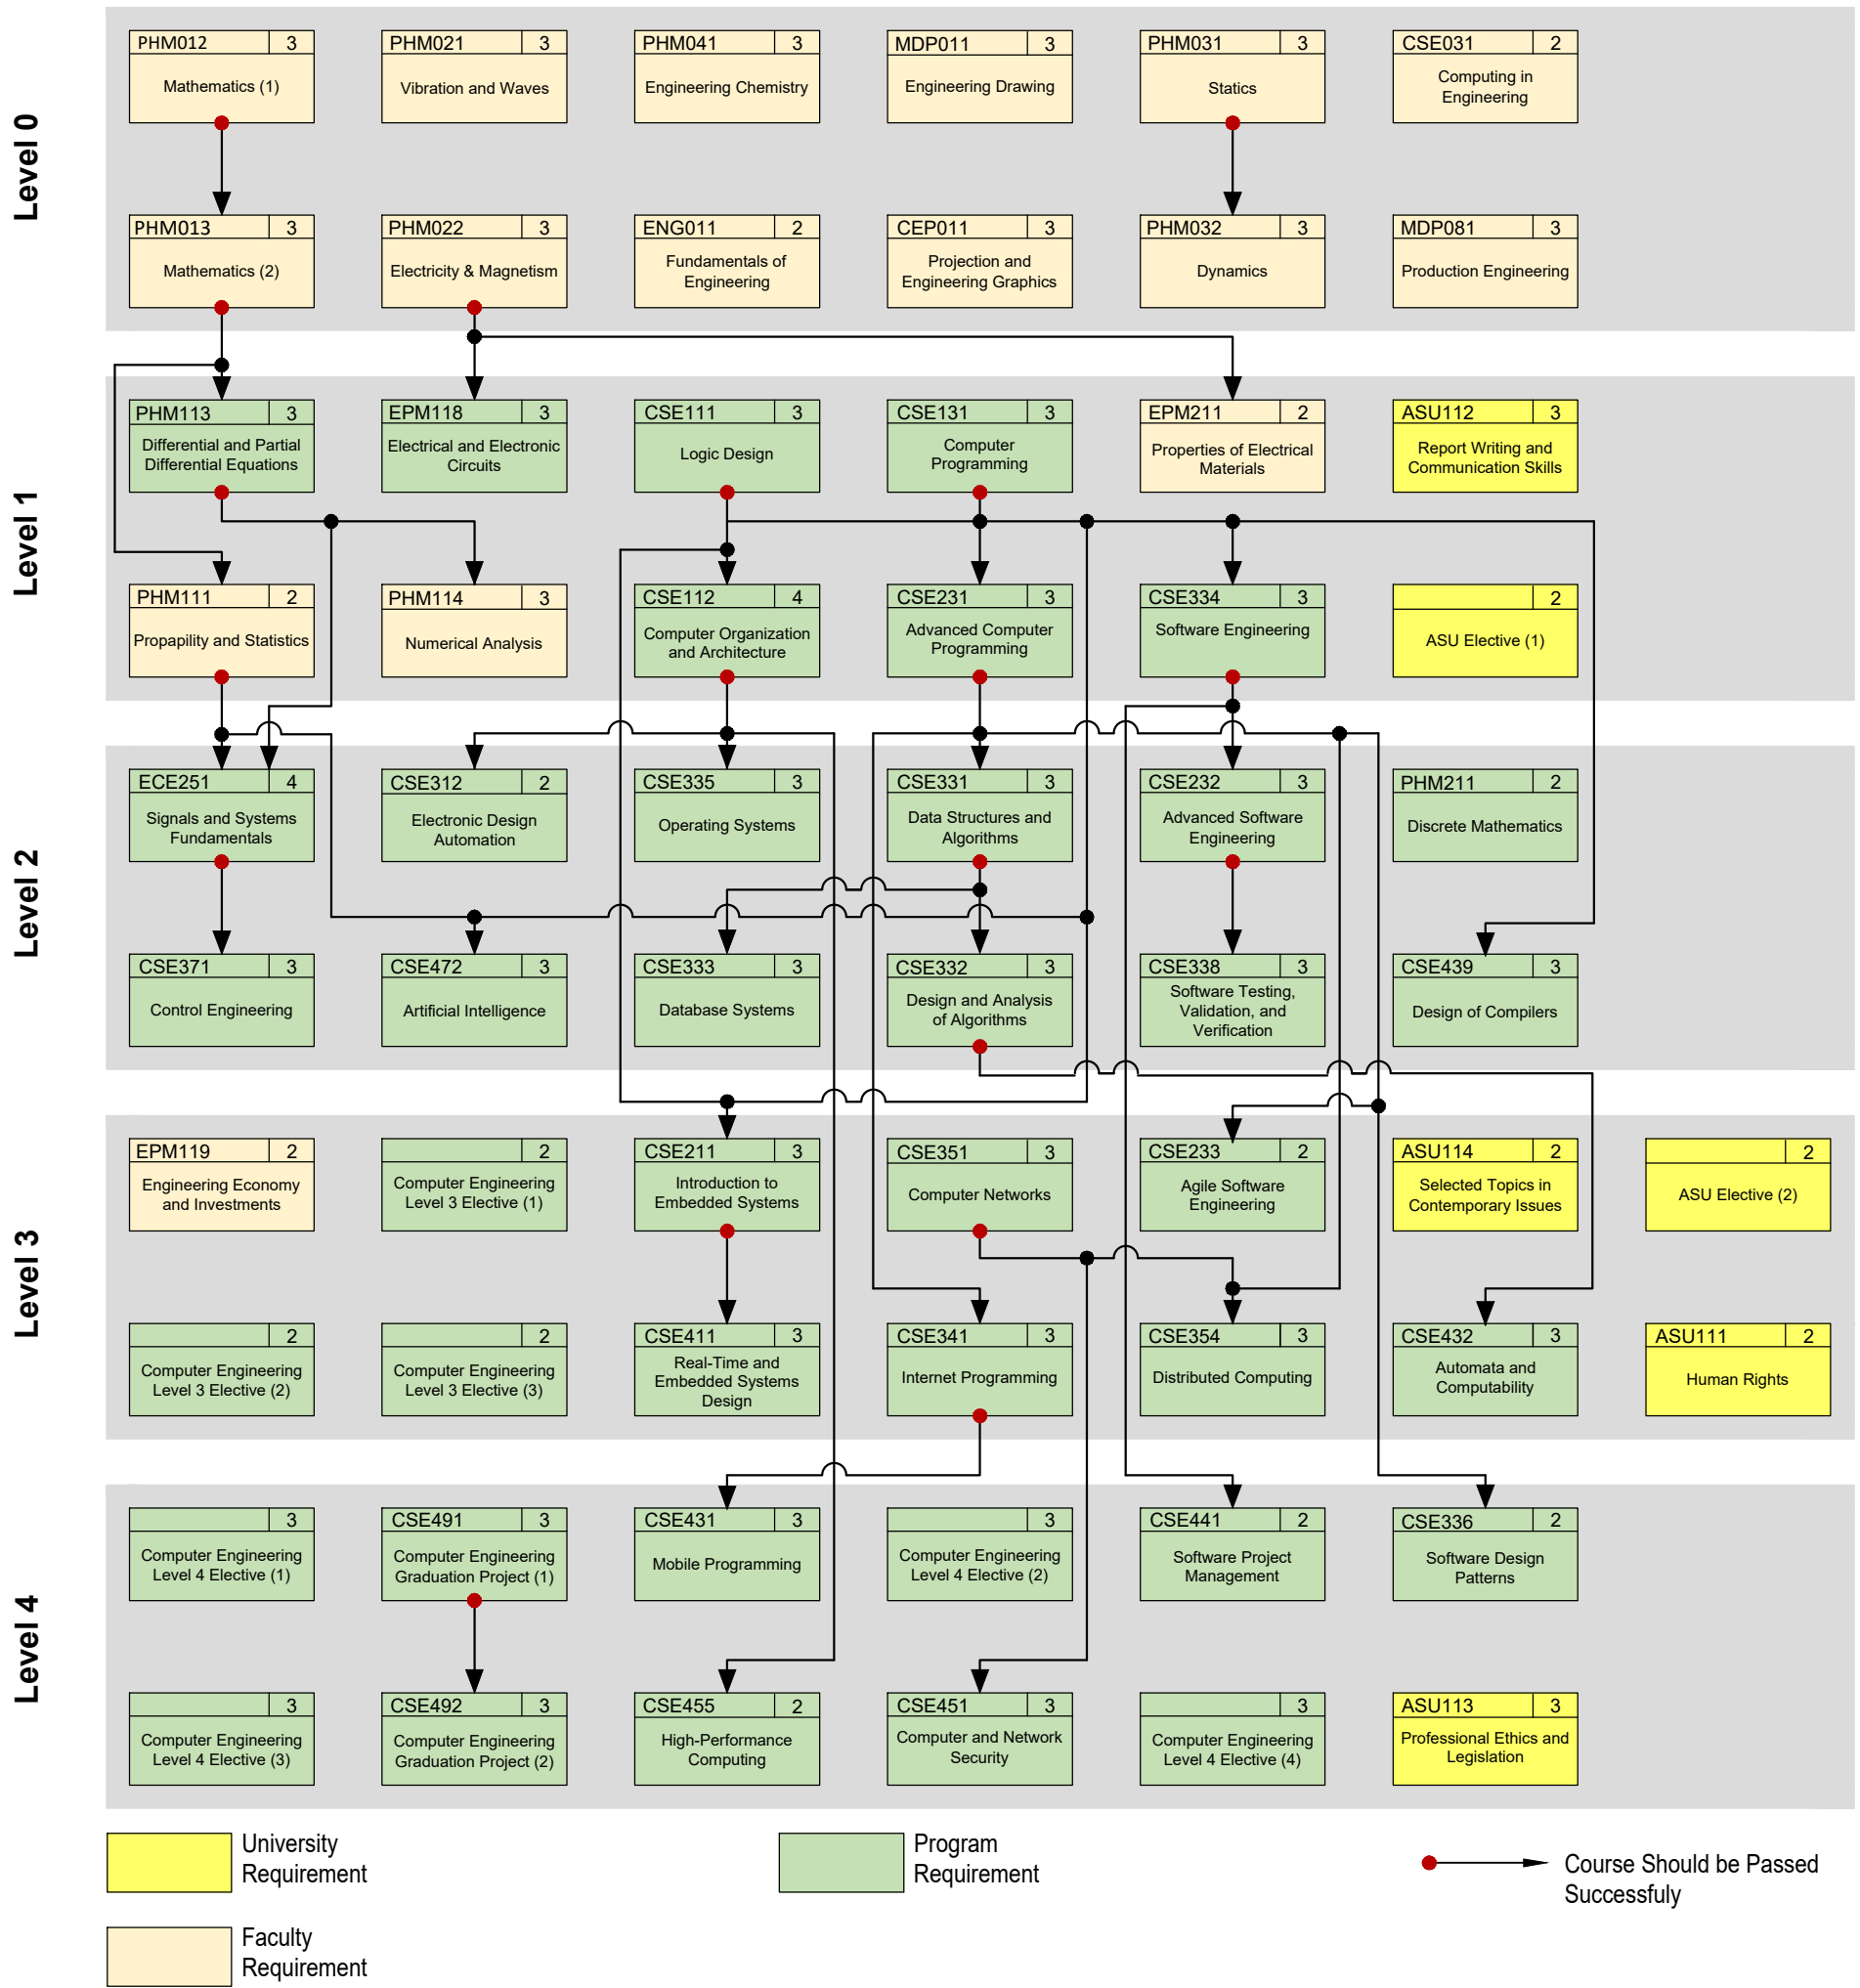 Level 0
PHM012 3
Mathematics (1)
PHM021 3
Vibration and Waves
PHM041 3
Engineering Chemistry
MDP011 3
Engineering Drawing
PHM031 3
Statics
CSE031 2
Computing in
Engineering
PHM013 3
Mathematics (2)
PHM022 3
Electricity & Magnetism
ENG011 2
Fundamentals of
Engineering
CEP011 3
Projection and
Engineering Graphics
PHM032 3
Dynamics
MDP081 3
Production Engineering
Level 1
PHM113 3
Differential and Partial
Differential Equations
EPM118 3
Electrical and Electronic
Circuits
CSE111 3
Logic Design
CSE131 3
Computer
Programming
EPM211 2
Properties of Electrical
Materials
ASU112 3
Report Writing and
Communication Skills
PHM111 2
Propapility and Statistics
PHM114 3
Numerical Analysis
CSE112 4
Computer Organization
and Architecture
CSE231 3
Advanced Computer
Programming
CSE334 3
Software Engineering
2
ASU Elective (1)
Level 2
ECE251 4
Signals and Systems
Fundamentals
CSE312 2
Electronic Design
Automation
CSE335 3
Operating Systems
CSE331 3
Data Structures and
Algorithms
CSE232 3
Advanced Software
Engineering
PHM211 2
Discrete Mathematics
CSE371 3
Control Engineering
CSE472 3
Artificial Intelligence
CSE333 3
Database Systems
CSE332 3
Design and Analysis
of Algorithms
CSE338 3
Software Testing,
Validation, and
Verification
CSE439 3
Design of Compilers
Level 3
EPM119 2
Engineering Economy
and Investments
2
Computer Engineering
Level 3 Elective (1)
CSE211 3
Introduction to
Embedded Systems
CSE351 3
Computer Networks
CSE233 2
Agile Software
Engineering
ASU114 2
Selected Topics in
Contemporary Issues
2
ASU Elective (2)
2
Computer Engineering
Level 3 Elective (2)
2
Computer Engineering
Level 3 Elective (3)
CSE411 3
Real-Time and
Embedded Systems
Design
CSE341 3
Internet Programming
CSE354 3
Distributed Computing
CSE432 3
Automata and
Computability
ASU111 2
Human Rights
Level 4
3
Computer Engineering
Level 4 Elective (1)
CSE491 3
Computer Engineering
Graduation Project (1)
CSE431 3
Mobile Programming
3
Computer Engineering
Level 4 Elective (2)
CSE441 2
Software Project
Management
CSE336 2
Software Design
Patterns
3
Computer Engineering
Level 4 Elective (3)
CSE492 3
Computer Engineering
Graduation Project (2)
CSE455 2
High-Performance
Computing
CSE451 3
Computer and Network
Security
3
Computer Engineering
Level 4 Elective (4)
ASU113 3
Professional Ethics and
Legislation
University
Requirement
Program
Requirement
Course Should be Passed
Successfuly
Faculty
Requirement